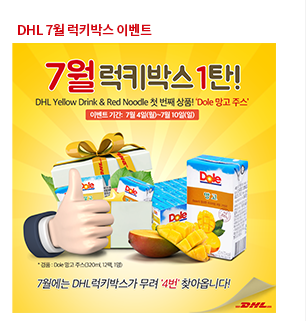 DHL 7월 럭키박스 이벤트
7월 럭키박스 1탄!
DHL Yellow Drink & Red Noodle 첫 번째 상품! 'Dole 망고 주스'
이벤트 기간: 7월 4일(월)~7월 10일(일)
Dole
Dole
Dole
망고
* 경품 : Dole 망고 주스(320ml, 12팩, 1명)
7월에는 DHL 럭키박스가 무려 '4번' 찾아옵니다!
DHL